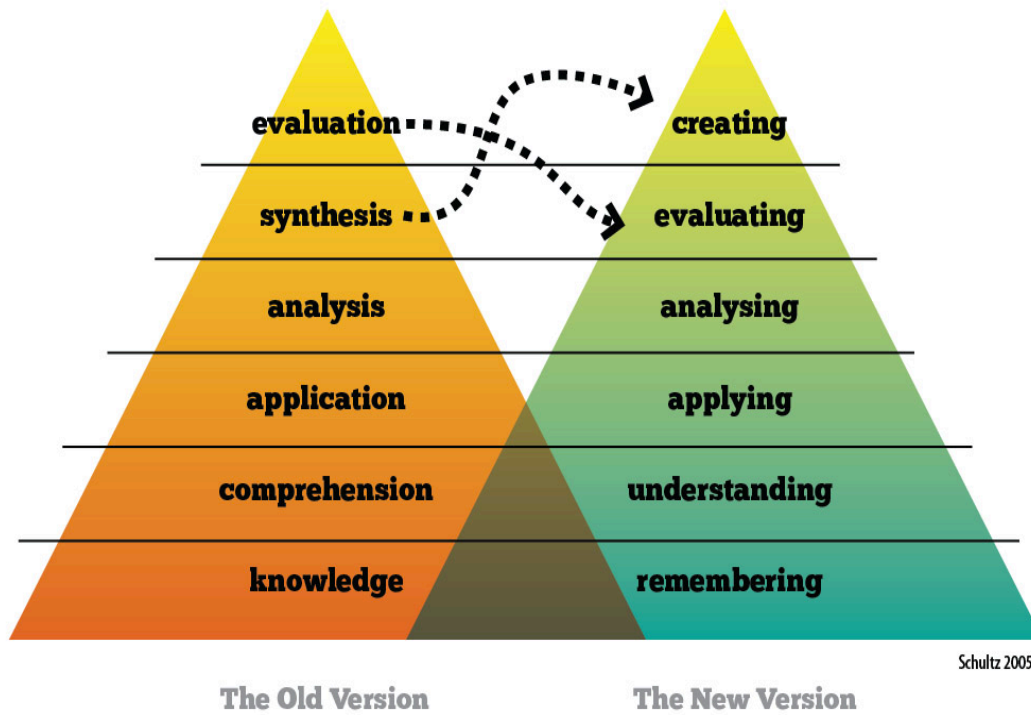 evaluation
creating
synthesis
evaluating
analysis
analysing
application
applying
comprehension
understanding
knowledge
remembering
Schultz 2005
The Old Version
The New Version